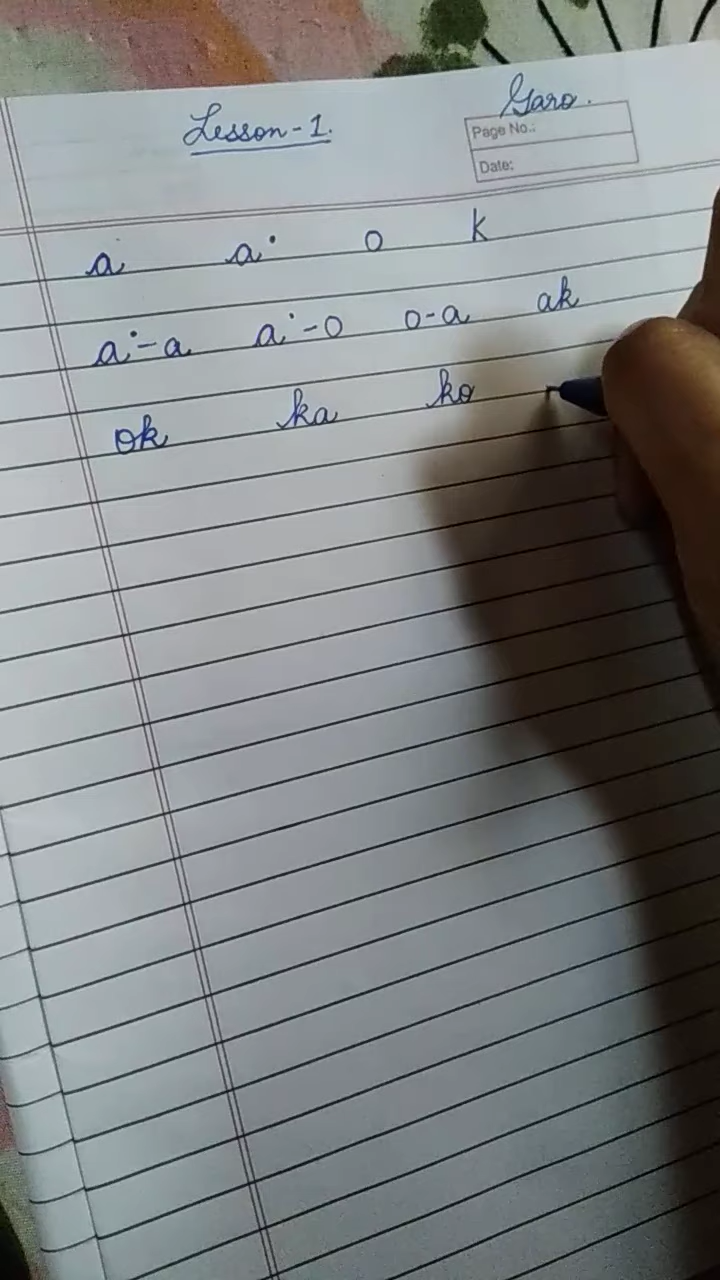 Garo.
Lesson-1.
Page No.:
Date:
a a· o k
a·-a a·-o o-a ak
ok ka ko